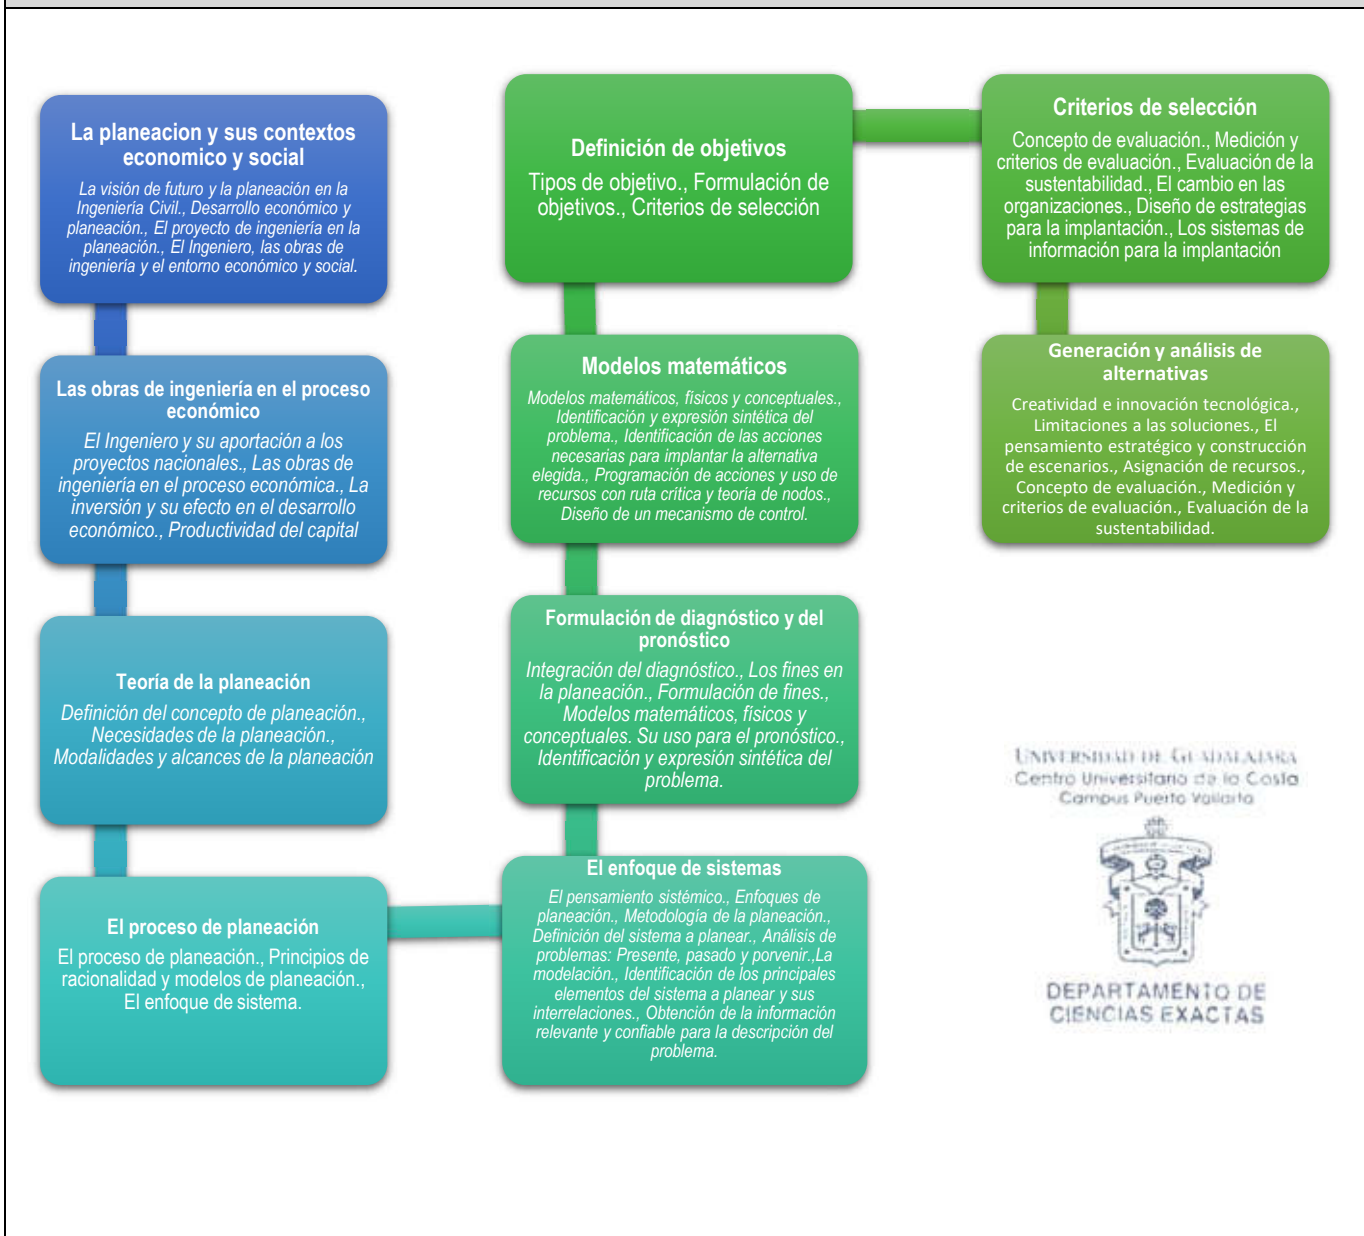 La planeacion y sus contextos
economico y social
La visión de futuro y la planeación en la
Ingeniería Civil., Desarrollo económico y
planeación., El proyecto de ingeniería en la
planeación., El Ingeniero, las obras de
ingeniería y el entorno económico y social.
Las obras de ingeniería en el proceso
económico
El Ingeniero y su aportación a los
proyectos nacionales., Las obras de
ingeniería en el proceso económica., La
inversión y su efecto en el desarrollo
económico., Productividad del capital
Teoría de la planeación
Definición del concepto de planeación.,
Necesidades de la planeación.,
Modalidades y alcances de la planeación
El proceso de planeación
El proceso de planeación., Principios de
racionalidad y modelos de planeación.,
El enfoque de sistema.
El enfoque de sistemas
El pensamiento sistémico., Enfoques de
planeación., Metodología de la planeación.,
Definición del sistema a planear., Análisis de
problemas: Presente, pasado y porvenir.,La
modelación., Identificación de los principales
elementos del sistema a planear y sus
interrelaciones., Obtención de la información
relevante y confiable para la descripción del
problema.
Formulación de diagnóstico y del
pronóstico
Integración del diagnóstico., Los fines en
la planeación., Formulación de fines.,
Modelos matemáticos, físicos y
conceptuales. Su uso para el pronóstico.,
Identificación y expresión sintética del
problema.
Modelos matemáticos
Modelos matemáticos, físicos y conceptuales.,
Identificación y expresión sintética del
problema., Identificación de las acciones
necesarias para implantar la alternativa
elegida., Programación de acciones y uso de
recursos con ruta crítica y teoría de nodos.,
Diseño de un mecanismo de control.
Definición de objetivos
Tipos de objetivo., Formulación de
objetivos., Criterios de selección
Criterios de selección
Concepto de evaluación., Medición y
criterios de evaluación., Evaluación de la
sustentabilidad., El cambio en las
organizaciones., Diseño de estrategias
para la implantación., Los sistemas de
información para la implantación
Generación y análisis de
alternativas
Creatividad e innovación tecnológica.,
Limitaciones a las soluciones., El
pensamiento estratégico y construcción
de escenarios., Asignación de recursos.,
Concepto de evaluación., Medición y
criterios de evaluación., Evaluación de la
sustentabilidad.
UNIVERSIDAD DE GUADALAJARA
Centro Universitario de la Costa
Campus Puerto Vallarta
DEPARTAMENTO DE
CIENCIAS EXACTAS